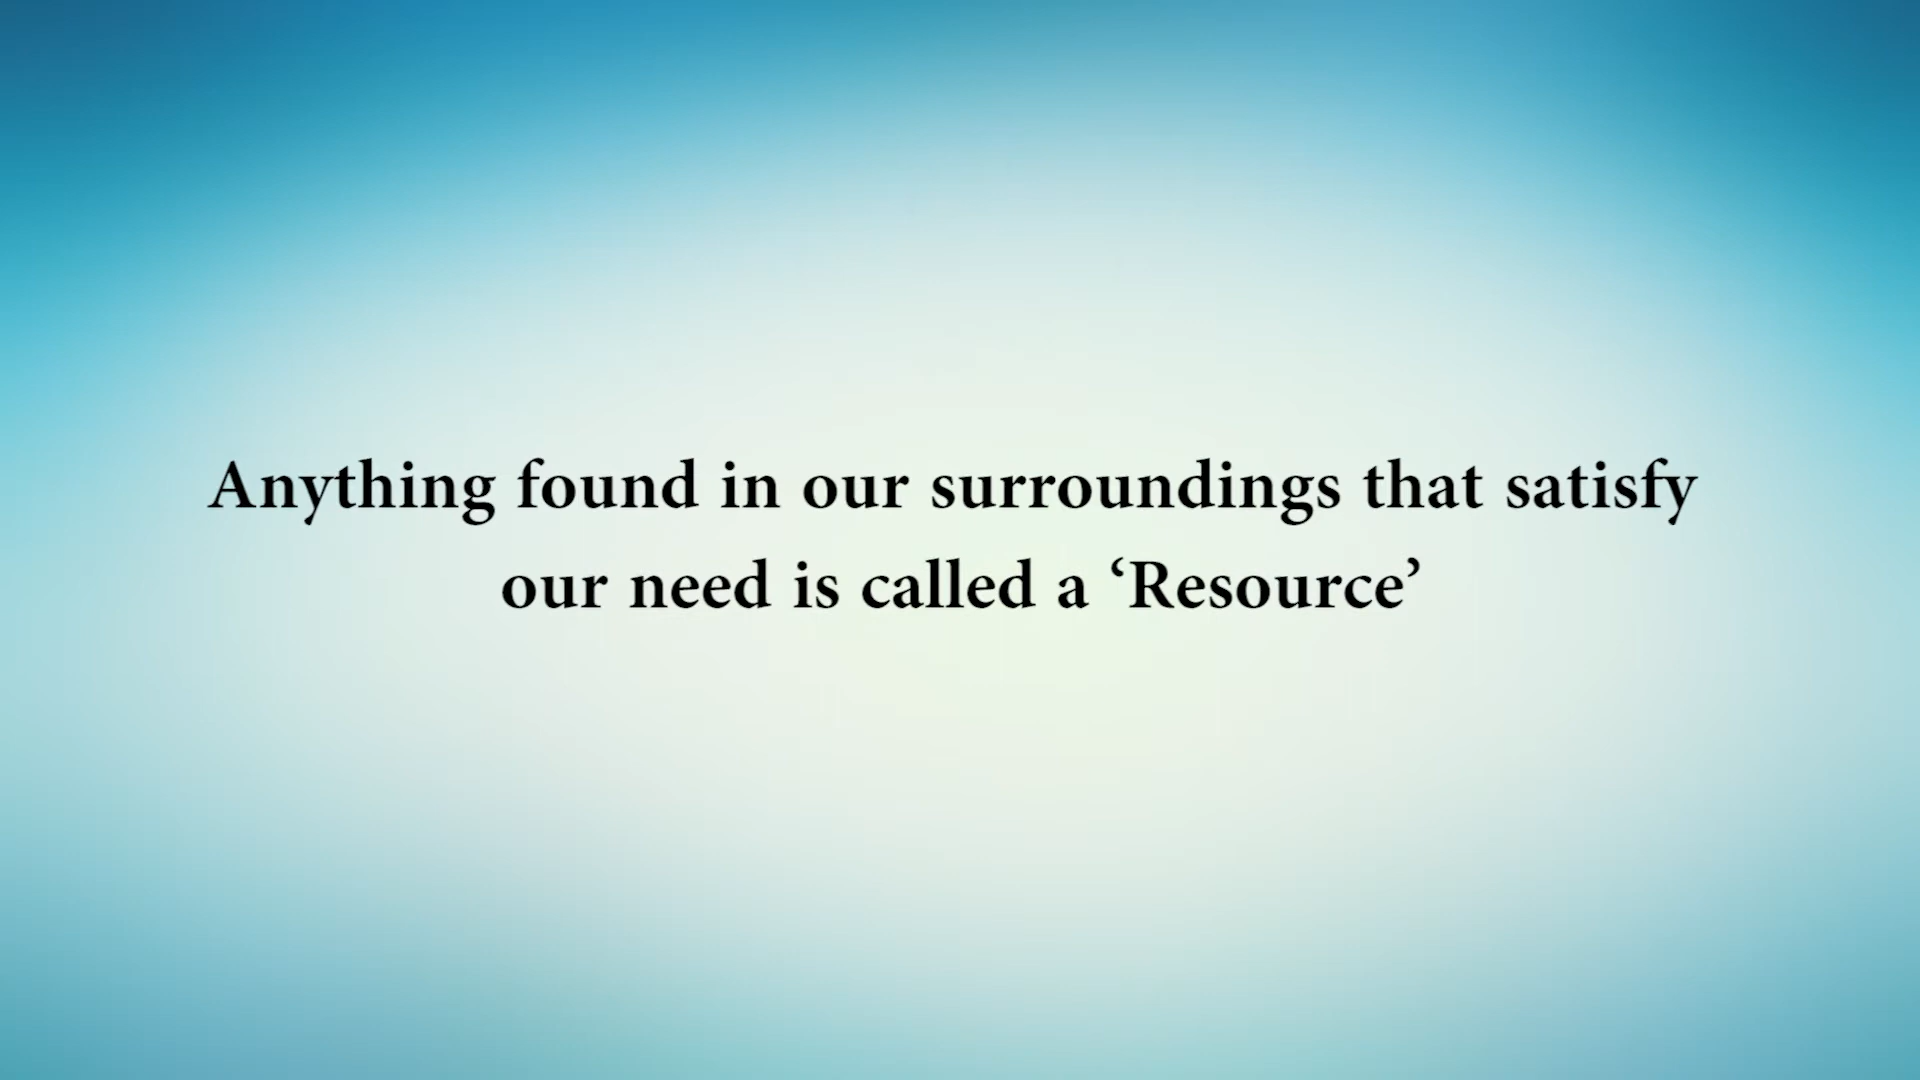 Anything found in our surroundings that satisfy
our need is called a ‘Resource’